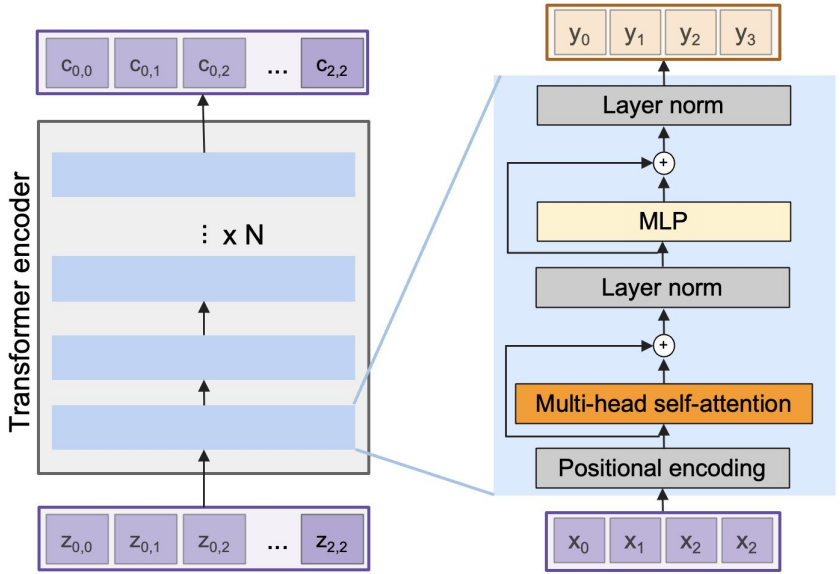 c0,0 c0,1 c0,2 ... c2,2
Transformer encoder
⋮ x N
z0,0 z0,1 z0,2 ... z2,2
y0 y1 y2 y3
Layer norm
+
MLP
Layer norm
+
Multi-head self-attention
Positional encoding
x0 x1 x2 x2